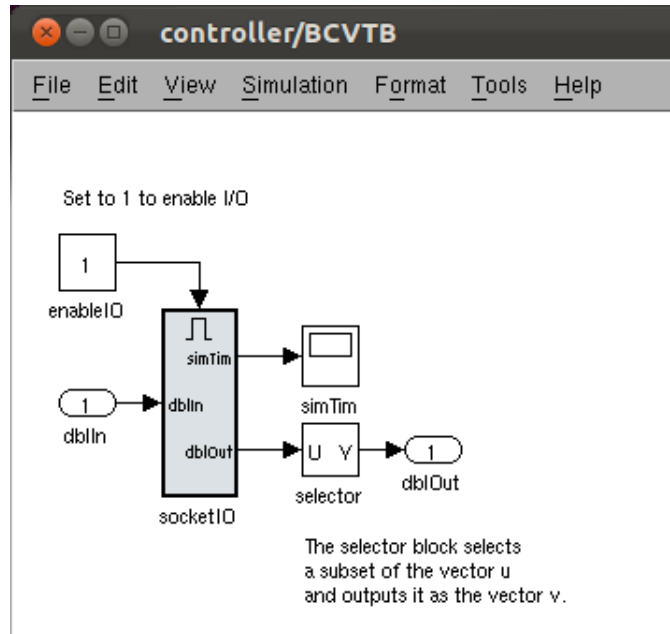 controller/BCVTB
File Edit View Simulation Format Tools Help
Set to 1 to enable I/O
1
enableIO
simTim
dblIn
dblOut
socketIO
1
dblIn
simTim
U Y
selector
1
dblOut
The selector block selects
a subset of the vector u
and outputs it as the vector v.